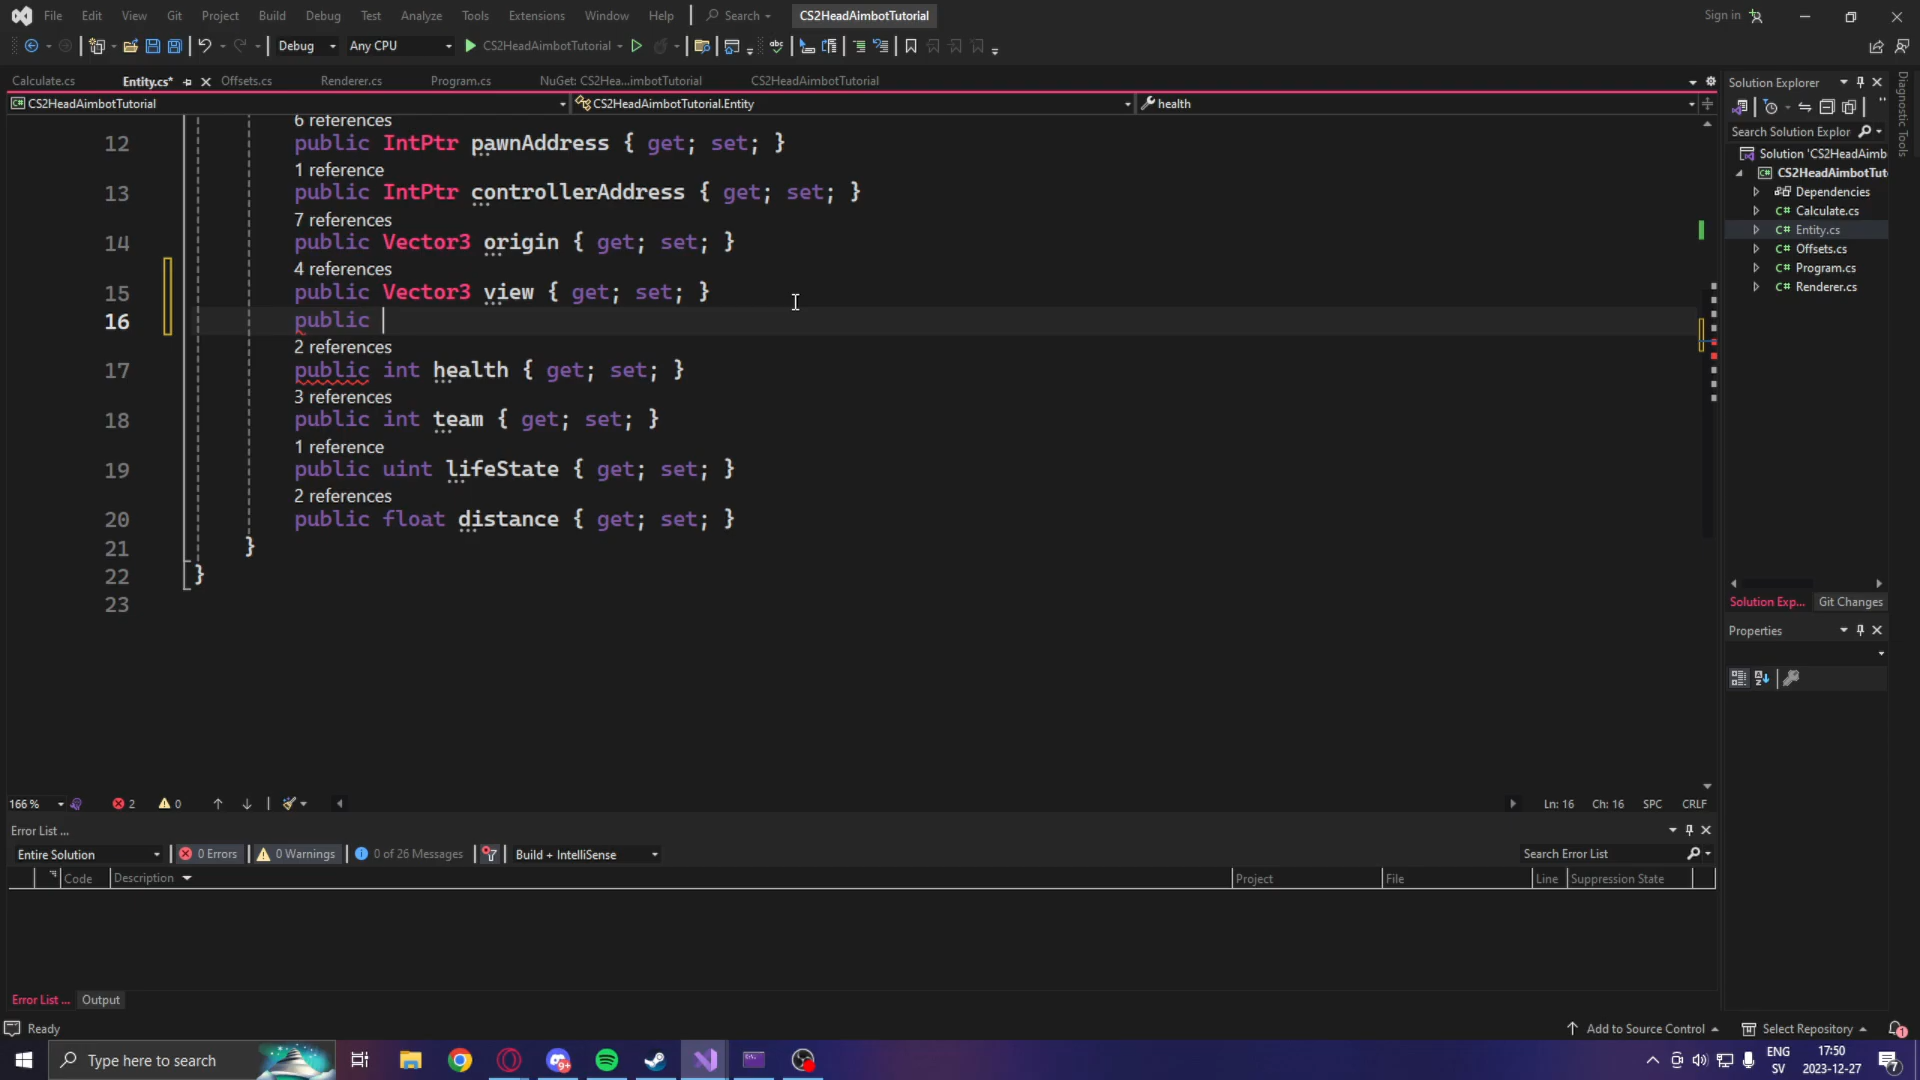 File Edit View Git Project Build Debug Test Analyze Tools Extensions Window Help Search CS2HeadAimbotTutorial Sign in
Debug Any CPU CS2HeadAimbotTutorial
Calculate.cs Entity.cs* Offsets.cs Renderer.cs Program.cs NuGet: CS2Hea...imbotTutorial CS2HeadAimbotTutorial
CS2HeadAimbotTutorial CS2HeadAimbotTutorial.Entity health
6 references
12 public IntPtr pawnAddress { get; set; }
1 reference
13 public IntPtr controllerAddress { get; set; }
7 references
14 public Vector3 origin { get; set; }
4 references
15 public Vector3 view { get; set; }
16 public
2 references
17 public int health { get; set; }
3 references
18 public int team { get; set; }
1 reference
19 public uint lifeState { get; set; }
2 references
20 public float distance { get; set; }
21 }
22 }
23
166 % 2 0 Ln: 16 Ch: 16 SPC CRLF
Solution Explorer
Search Solution Explor
Solution 'CS2HeadAimb
CS2HeadAimbotTut
Dependencies
C# Calculate.cs
C# Entity.cs
C# Offsets.cs
C# Program.cs
C# Renderer.cs
Solution Exp... Git Changes
Properties
Diagnostic Tools
Error List ...
Entire Solution 0 Errors 0 Warnings 0 of 26 Messages Build + IntelliSense Search Error List
Code Description Project File Line Suppression State
Error List ... Output
Ready Add to Source Control Select Repository 1
Type here to search 9+ ENG SV 17:50 2023-12-27 7